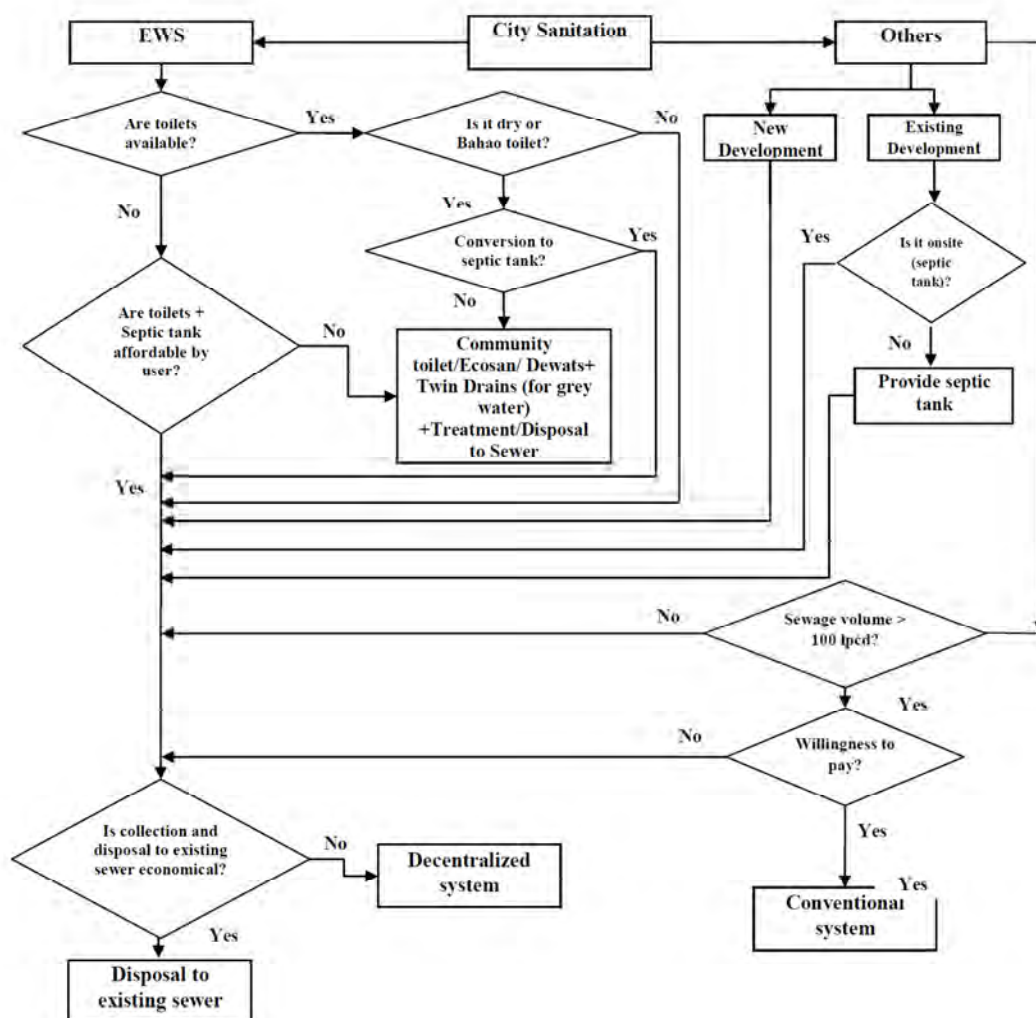 EWS
City Sanitation
Others
Are toilets
available?
Yes
Is it dry or
Bahao toilet?
No
New
Development
Existing
Development
No
Yes
Conversion to
septic tank?
Yes
Yes
Is it onsite
(septic
tank)?
Are toilets +
Septic tank
affordable by
user?
No
No
Community
toilet/Ecosan/ Dewats+
Twin Drains (for grey
water)
+Treatment/Disposal
to Sewer
No
Provide septic
tank
Yes
No
Sewage volume >
100 lpcd?
Yes
No
Willingness to
pay?
Is collection and
disposal to existing
sewer economical?
No
Decentralized
system
Yes
Yes
Conventional
system
Yes
Disposal to
existing sewer